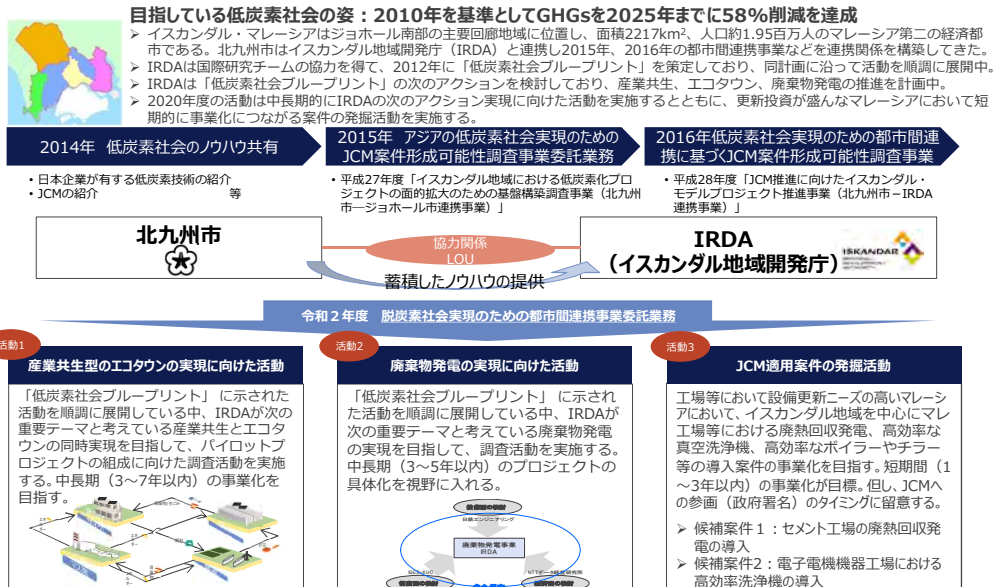 目指している低炭素社会の姿：2010年を基準としてGHGsを2025年までに58%削減を達成
➢ イスカンダル・マレーシアはジョホール南部の主要回廊地域に位置し、面積2217km²、人口約1.95百万人のマレーシア第二の経済都
市である。北九州市はイスカンダル地域開発庁（IRDA）と連携し2015年、2016年の都市間連携事業などを連携関係を構築してきた。
➢ IRDAは国際研究チームの協力を得て、2012年に「低炭素社会ブループリント」を策定しており、同計画に沿って活動を順調に展開中。
➢ IRDAは「低炭素社会ブループリント」の次のアクションを検討しており、産業共生、エコタウン、廃棄物発電の推進を計画中。
➢ 2020年度の活動は中長期的にIRDAの次のアクション実現に向けた活動を実施するとともに、更新投資が盛んなマレーシアにおいて短
期的に事業化につながる案件の発掘活動を実施する。
2014年 低炭素社会のノウハウ共有
・日本企業が有する低炭素技術の紹介
・JCMの紹介 等
2015年 アジアの低炭素社会実現のための
JCM案件形成可能性調査事業委託業務
・平成27年度「イスカンダル地域における低炭素化プロ
ジェクトの面的拡大のための基盤構築調査事業（北九州
市―ジョホール市連携事業）」
2016年低炭素社会実現のための都市間連
携に基づくJCM案件形成可能性調査事業
・平成28年度「JCM推進に向けたイスカンダル・
モデルプロジェクト推進事業（北九州市－IRDA
連携事業）」
北九州市
協力関係
LOU
蓄積したノウハウの提供
IRDA
（イスカンダル地域開発庁）
ISKANDAR
令和２年度 脱炭素社会実現のための都市間連携事業委託業務
活動1
産業共生型のエコタウンの実現に向けた活動
「低炭素社会ブループリント」 に示された
活動を順調に展開している中、IRDAが次の
重要テーマと考えている産業共生とエコタ
ウンの同時実現を目指して、パイロットプ
ロジェクトの組成に向けた調査活動を実施
する。中長期（3～7年以内）の事業化を
目指す。
活動2
廃棄物発電の実現に向けた活動
「低炭素社会ブループリント」 に示され
た活動を順調に展開している中、IRDAが
次の重要テーマと考えている廃棄物発電
の実現を目指して、調査活動を実施する。
中長期（3～5年以内）のプロジェクトの
具体化を視野に入れる。
日鉄エンジニアリング
廃棄物発電事業
IRDA
活動3
JCM適用案件の発掘活動
工場等において設備更新ニーズの高いマレーシ
アにおいて、イスカンダル地域を中心にマレ
工場等における廃熱回収発電、高効率な
真空洗浄機、高効率なボイラーやチラー
等の導入案件の事業化を目指す。短期間（1
～3年以内）の事業化が目標。但し、JCMへ
の参画（政府署名）のタイミングに留意する。
➢ 候補案件１：セメント工場の廃熱回収発
電の導入
➢ 候補案件2：電子電機機器工場における
高効率洗浄機の導入